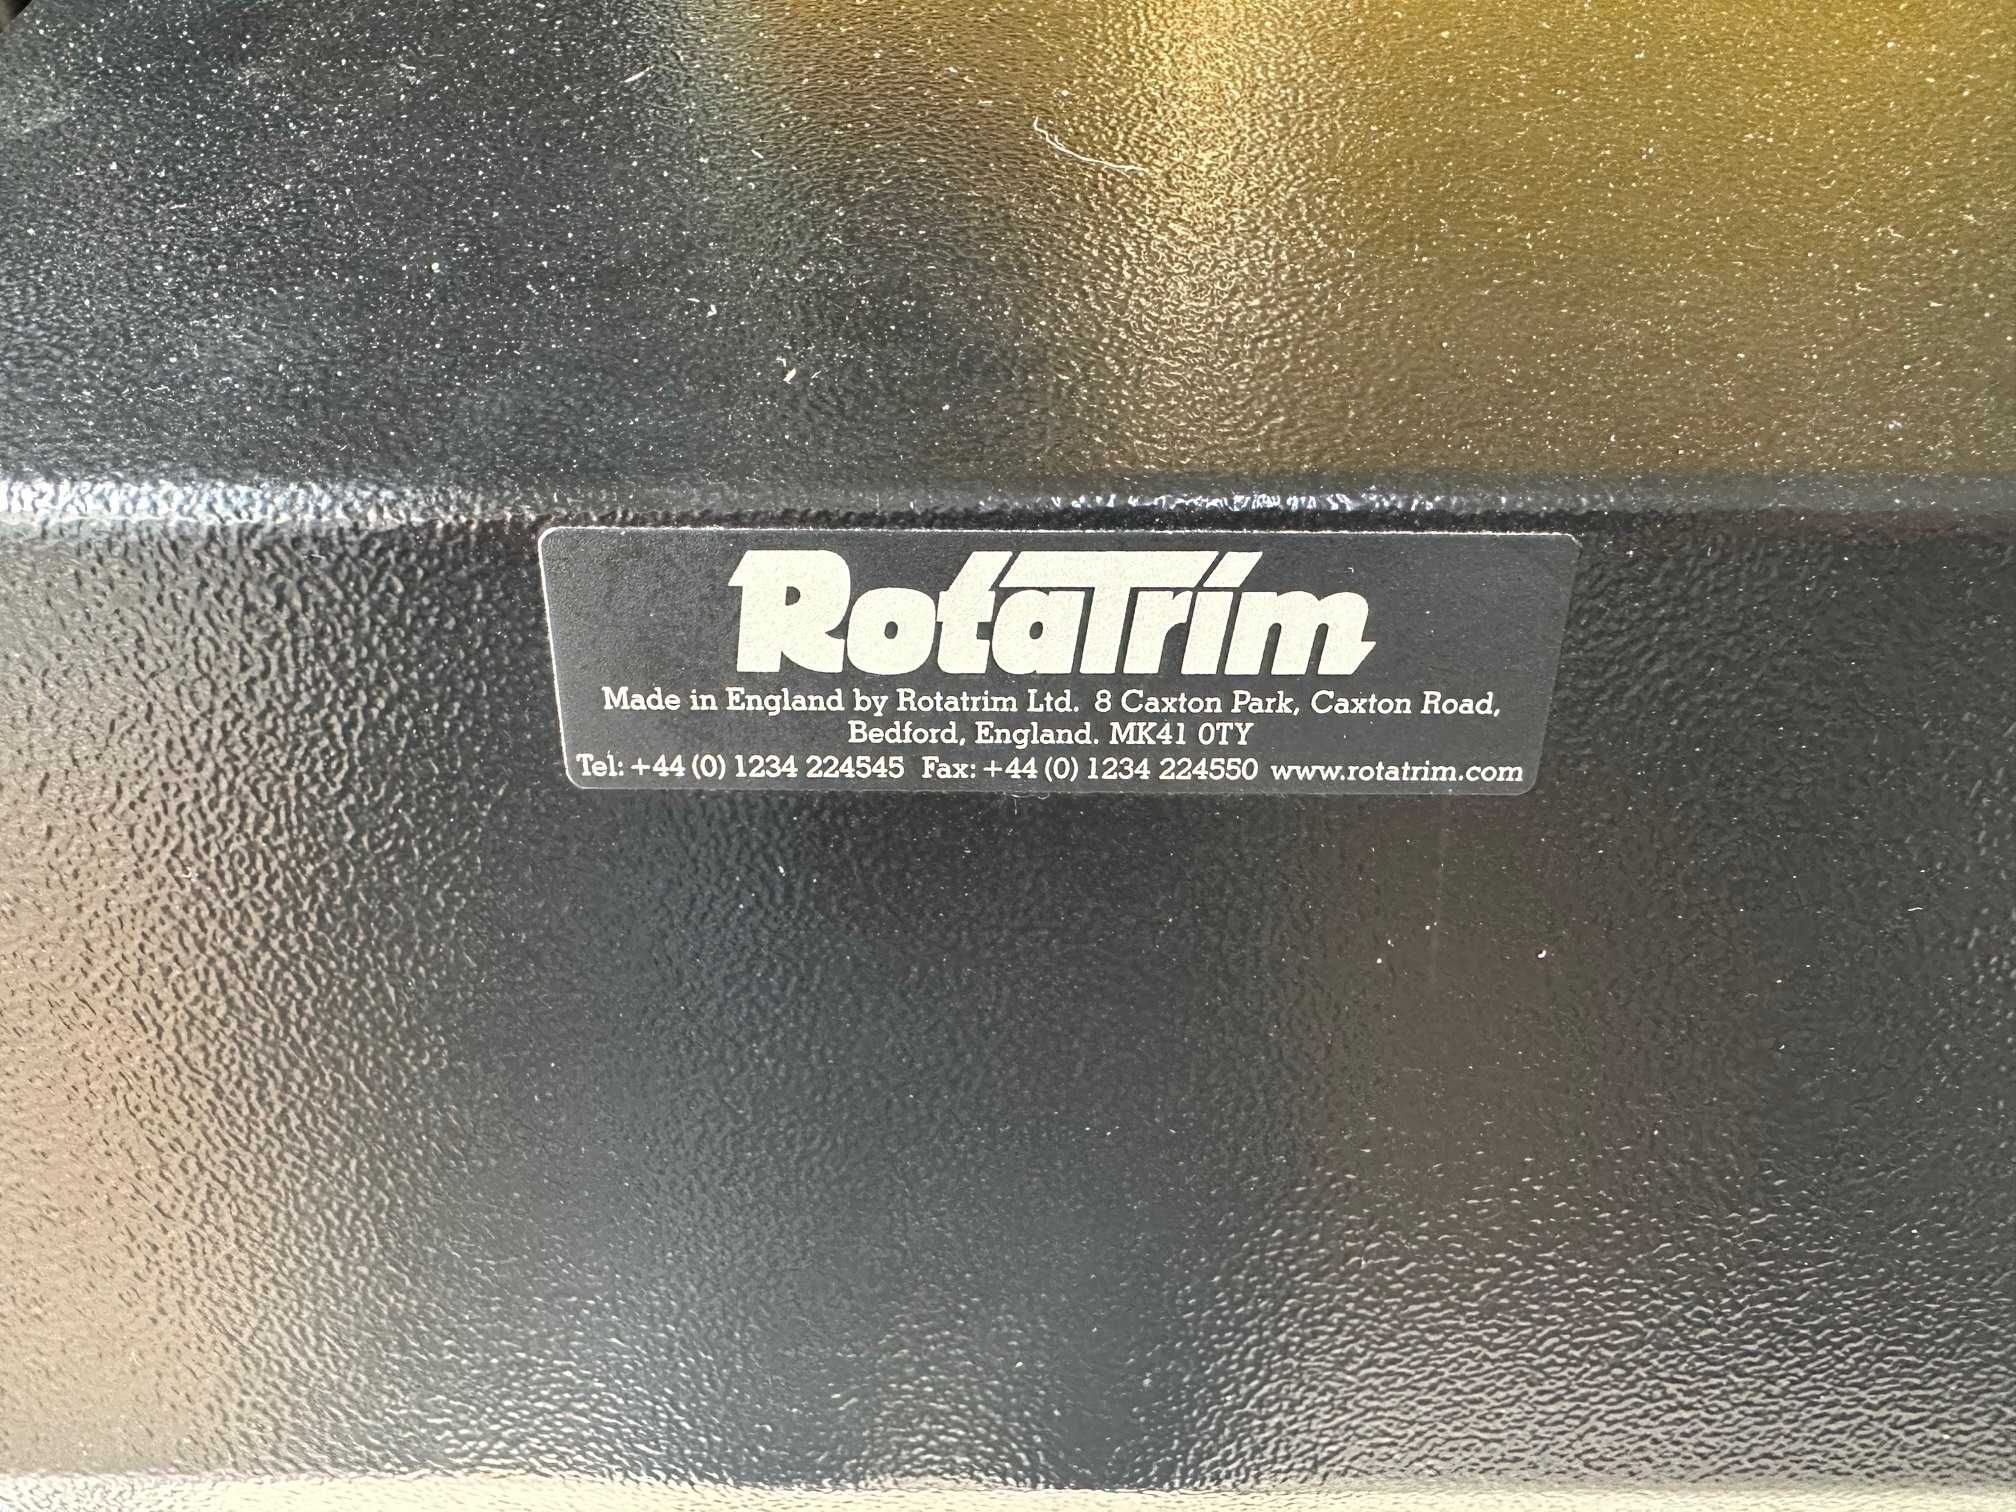 RotaTrim
Made in England by Rotatrim Ltd. 8 Caxton Park, Caxton Road,
Bedford, England. MK41 0TY
Tel: +44 (0) 1234 224545 Fax: +44 (0) 1234 224550 www.rotatrim.com